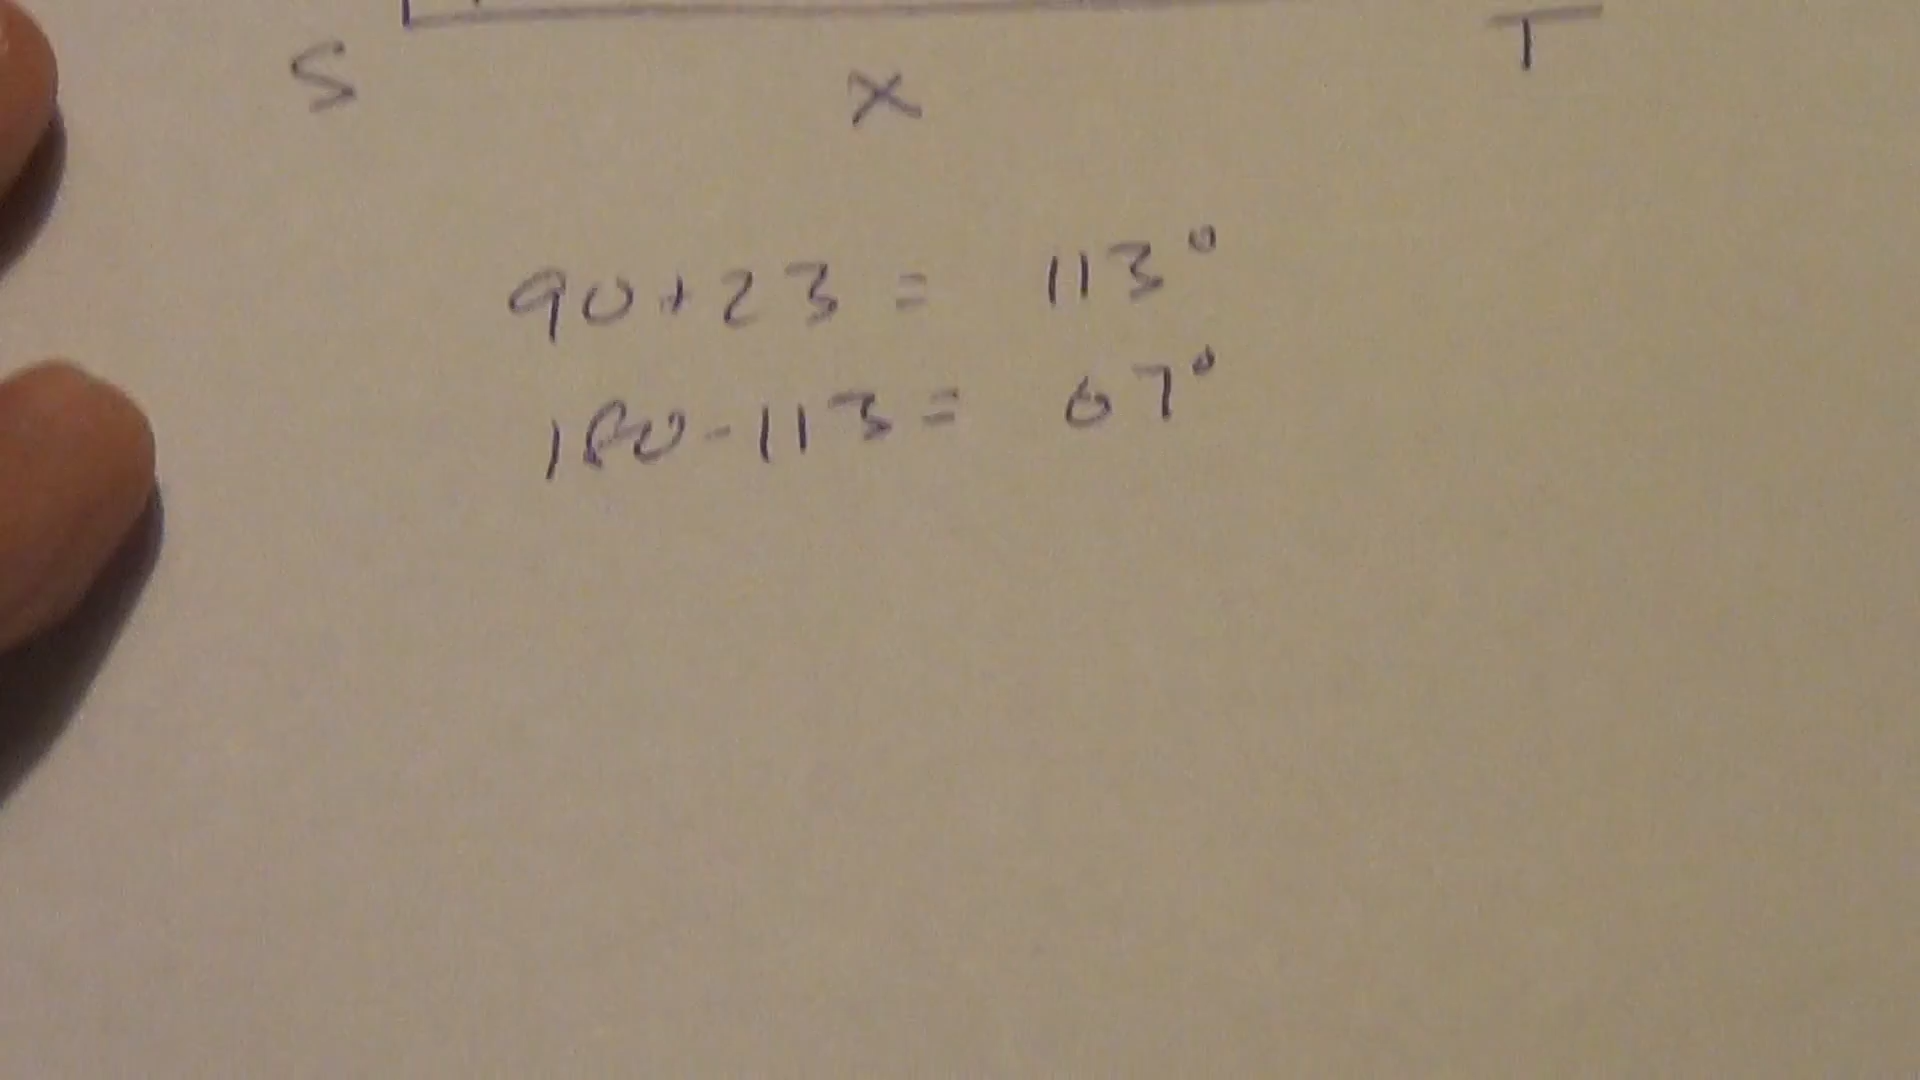 S X T
90+23 = 113°
180-113 = 67°